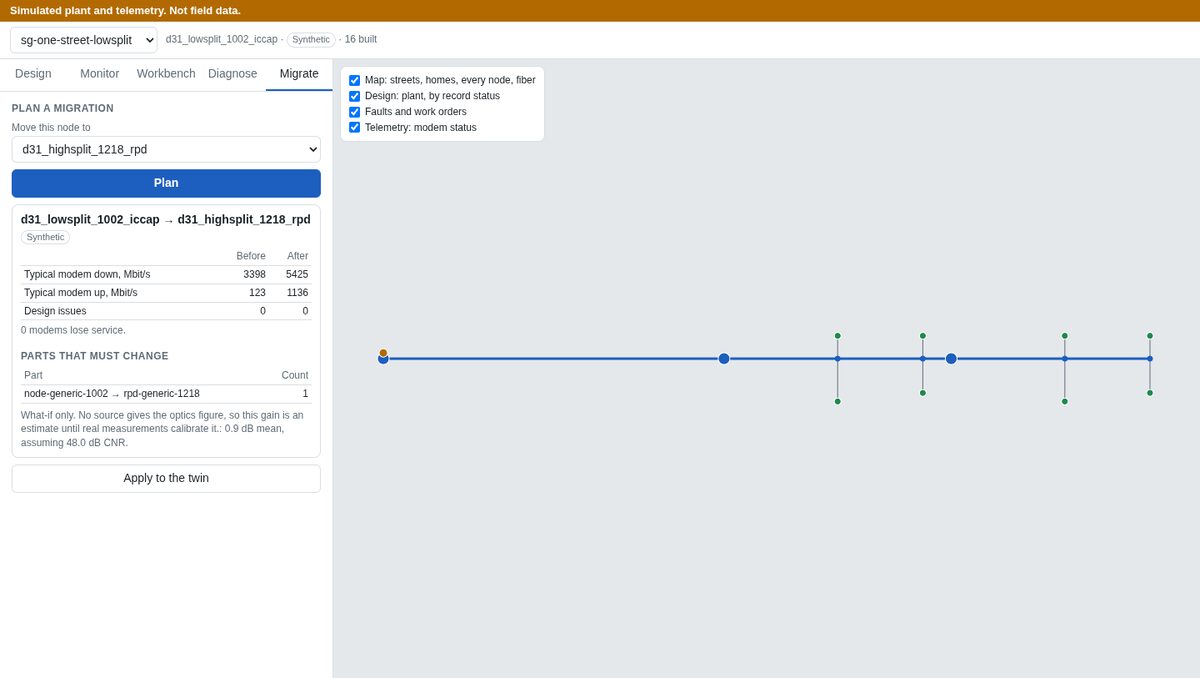 Simulated plant and telemetry. Not field data.
sg-one-street-lowsplit d31_lowsplit_1002_iccap · Synthetic · 16 built
Design Monitor Workbench Diagnose Migrate
PLAN A MIGRATION
Move this node to
d31_highsplit_1218_rpd
Plan
d31_lowsplit_1002_iccap → d31_highsplit_1218_rpd
Synthetic
Before After
Typical modem down, Mbit/s 3398 5425
Typical modem up, Mbit/s 123 1136
Design issues 0 0
0 modems lose service.
PARTS THAT MUST CHANGE
Part Count
node-generic-1002 → rpd-generic-1218 1
What-if only. No source gives the optics figure, so this gain is an
estimate until real measurements calibrate it.: 0.9 dB mean,
assuming 48.0 dB CNR.
Apply to the twin
Map: streets, homes, every node, fiber
Design: plant, by record status
Faults and work orders
Telemetry: modem status